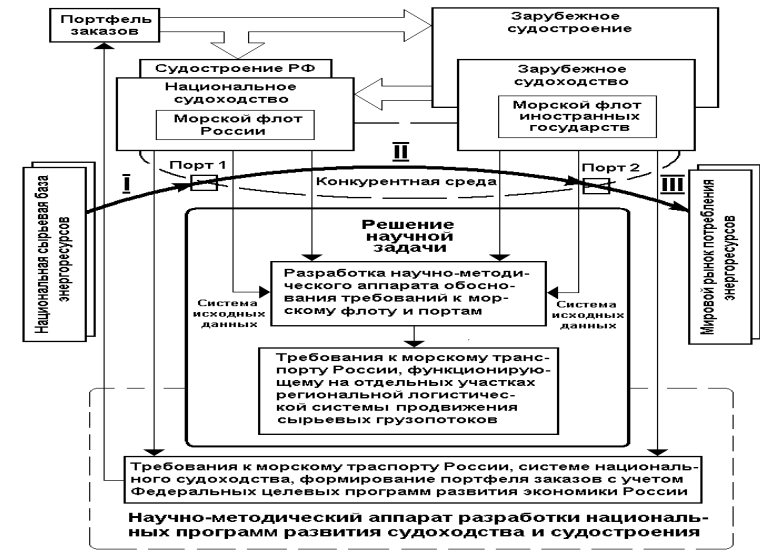 Портфель
заказов
Зарубежное
судостроение
Судостроение РФ
Национальное
судоходство
Морской флот
России
Зарубежное
судоходство
Морской флот
иностранных
государств
Порт 1
Порт 2
I
II
III
Конкурентная среда
Национальная сырьевая база
энергоресурсов
Мировой рынок потребления
энергоресурсов
Решение
научной
задачи
Разработка научно-методи-
ческого аппарата обосно-
вания требований к мор-
скому флоту и портам
Система
исходных
данных
Система
исходных
данных
Требования к морскому транс-
порту России, функционирую-
щему на отдельных участках
региональной логистичес-
кой системы продвижения
сырьевых грузопотоков
Требования к морскому траспорту России, системе националь-
ного судоходства, формирование портфеля заказов с учетом
Федеральных целевых программ развития экономики России
Научно-методический аппарат разработки националь-
ных программ развития судоходства и судостроения